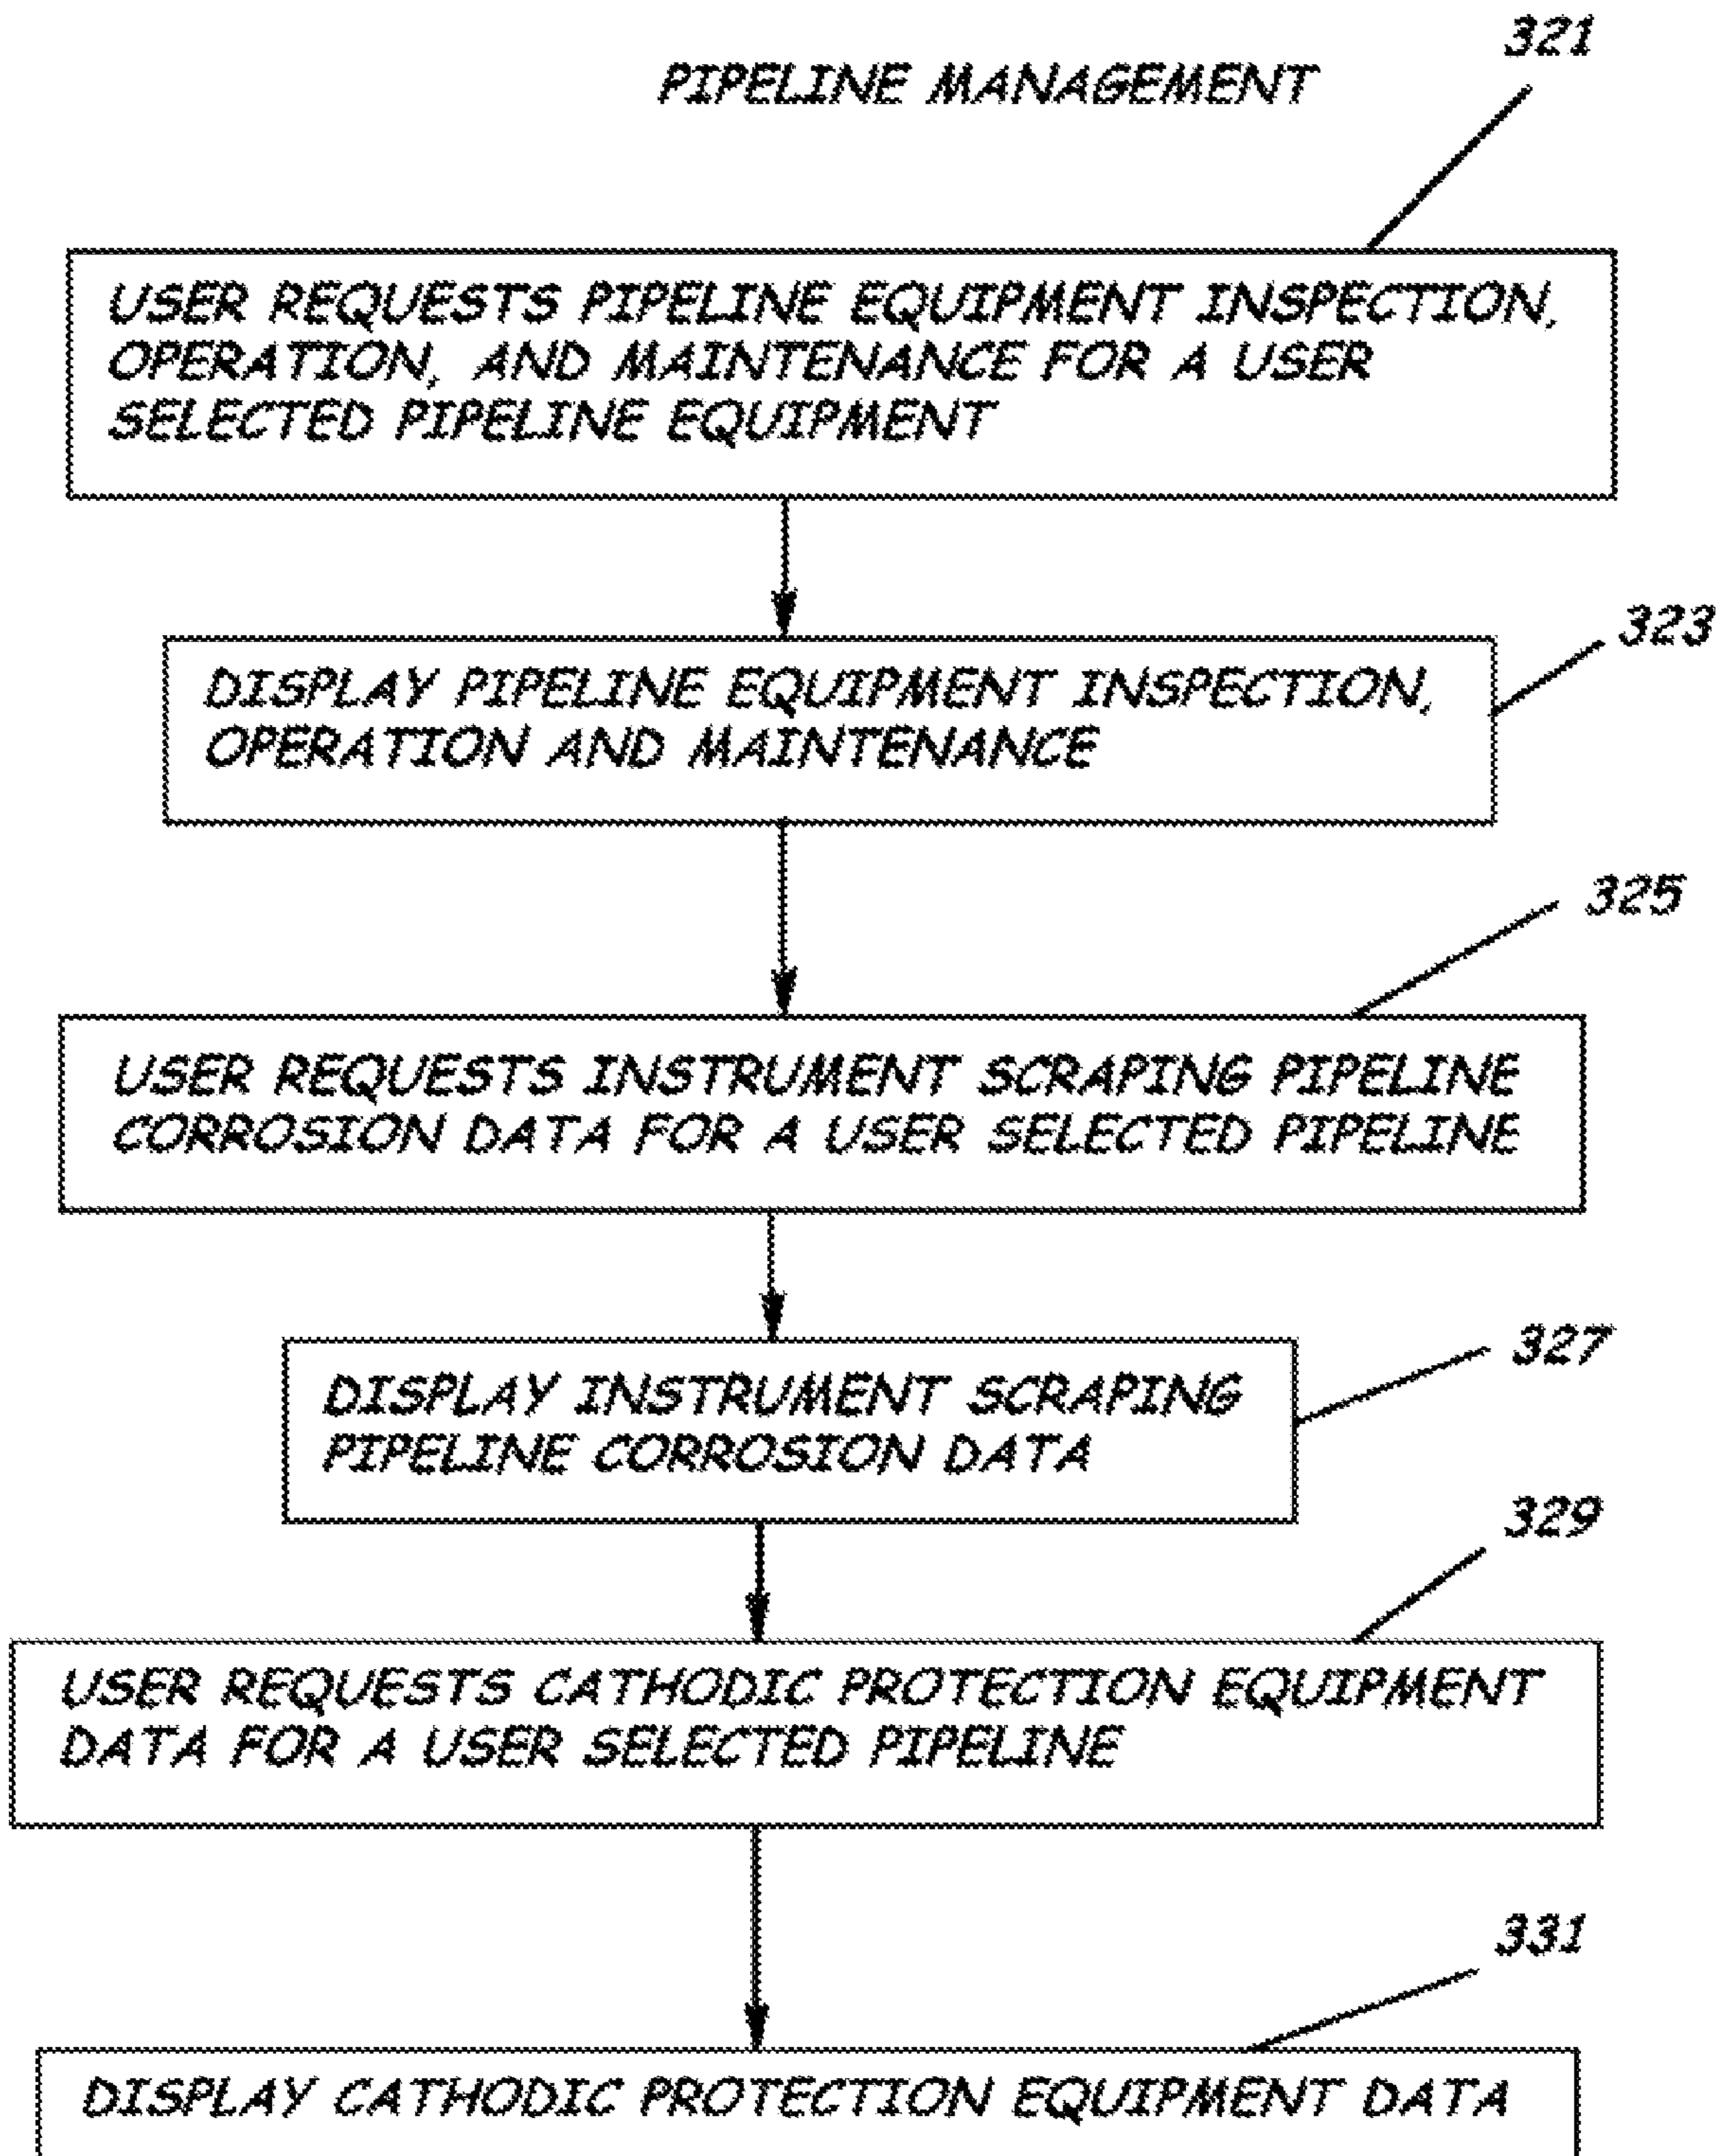 321
PIPELINE MANAGEMENT
USER REQUESTS PIPELINE EQUIPMENT INSPECTION,
OPERATION, AND MAINTENANCE FOR A USER
SELECTED PIPELINE EQUIPMENT
323
DISPLAY PIPELINE EQUIPMENT INSPECTION,
OPERATION AND MAINTENANCE
325
USER REQUESTS INSTRUMENT SCRAPING PIPELINE
CORROSION DATA FOR A USER SELECTED PIPELINE
327
DISPLAY INSTRUMENT SCRAPING
PIPELINE CORROSION DATA
329
USER REQUESTS CATHODIC PROTECTION EQUIPMENT
DATA FOR A USER SELECTED PIPELINE
331
DISPLAY CATHODIC PROTECTION EQUIPMENT DATA